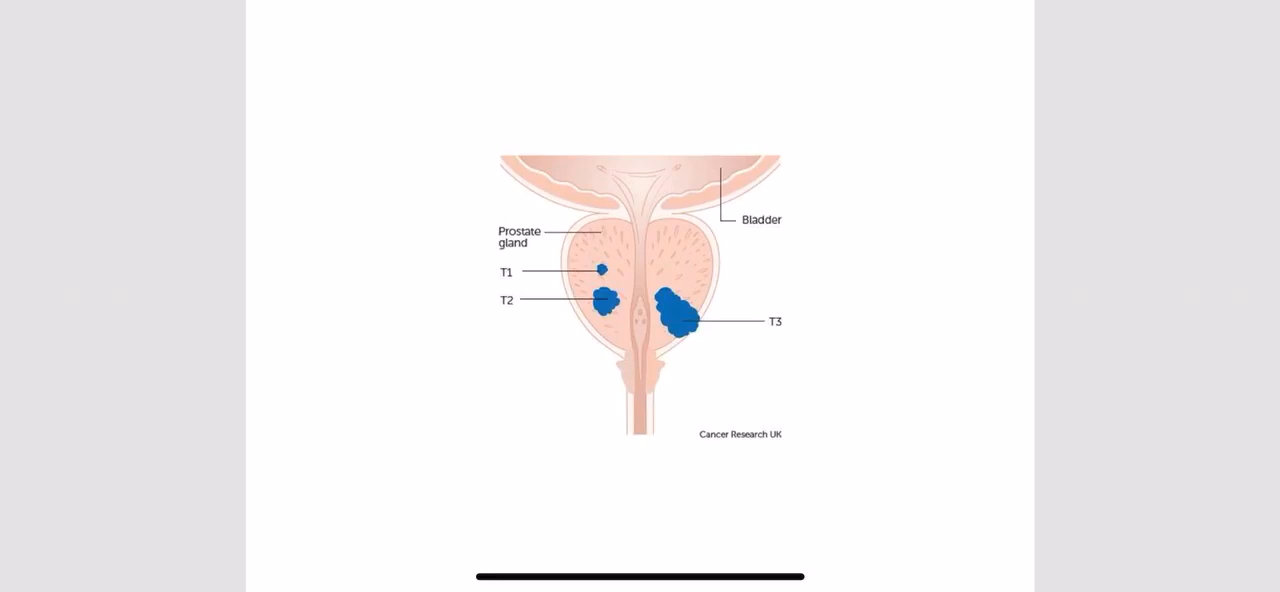 Bladder
Prostate
gland
T1
T2
T3
Cancer Research UK